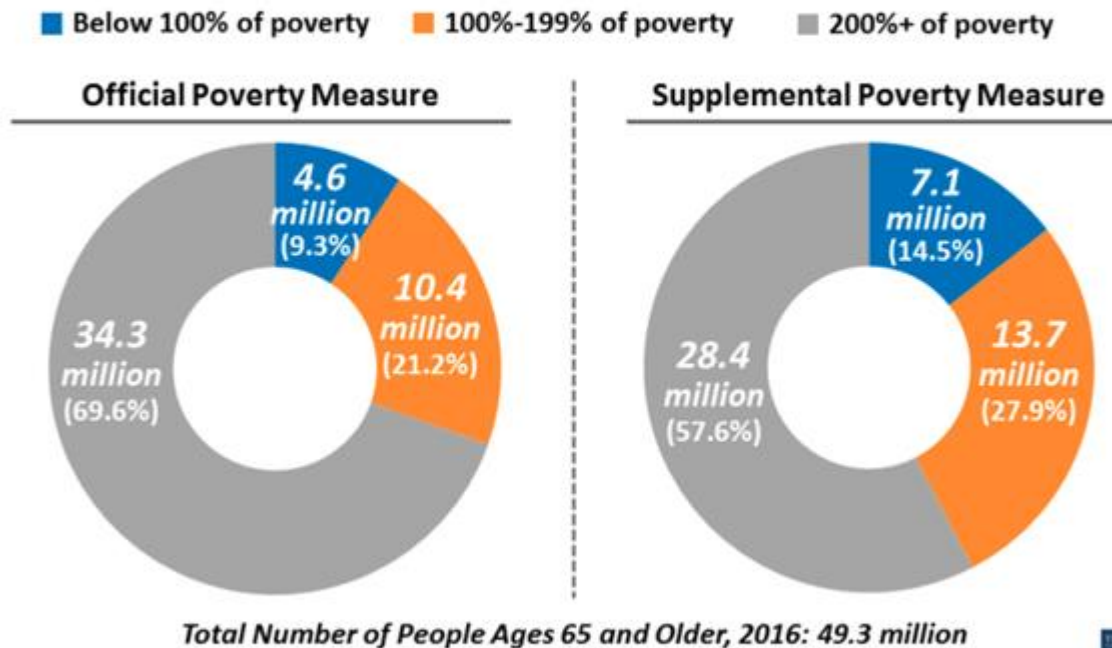 Below 100% of poverty
100%-199% of poverty
200%+ of poverty
Official Poverty Measure
4.6
million
(9.3%)
10.4
million
(21.2%)
34.3
million
(69.6%)
Supplemental Poverty Measure
7.1
million
(14.5%)
13.7
million
(27.9%)
28.4
million
(57.6%)
Total Number of People Ages 65 and Older, 2016: 49.3 million